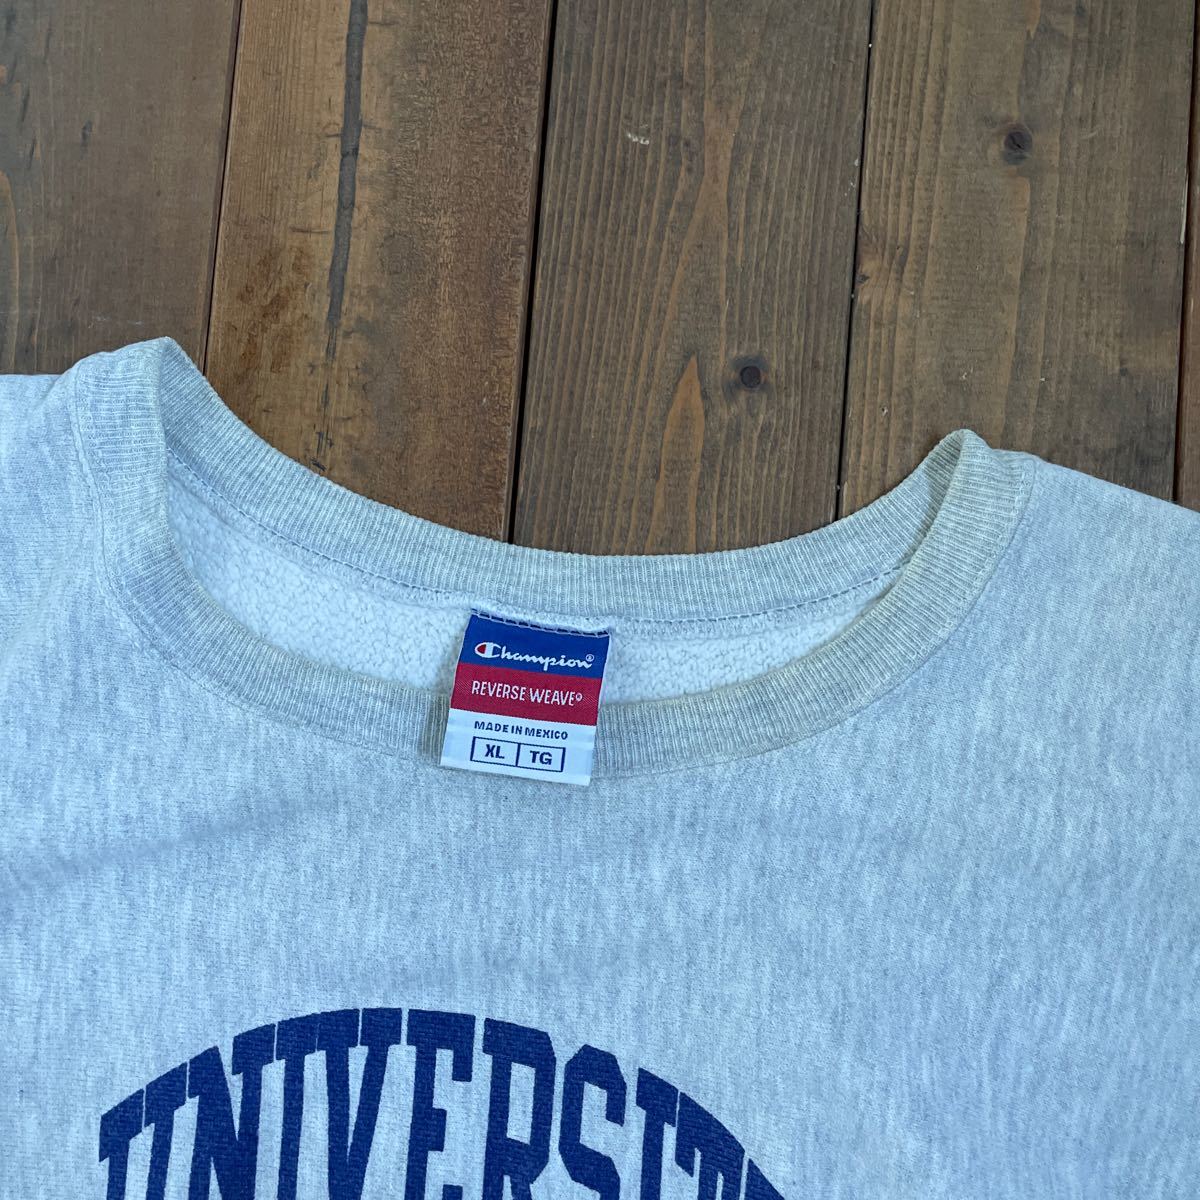 Champion®
REVERSE WEAVE®
MADE IN MEXICO
XL TG
UNIVERSIT